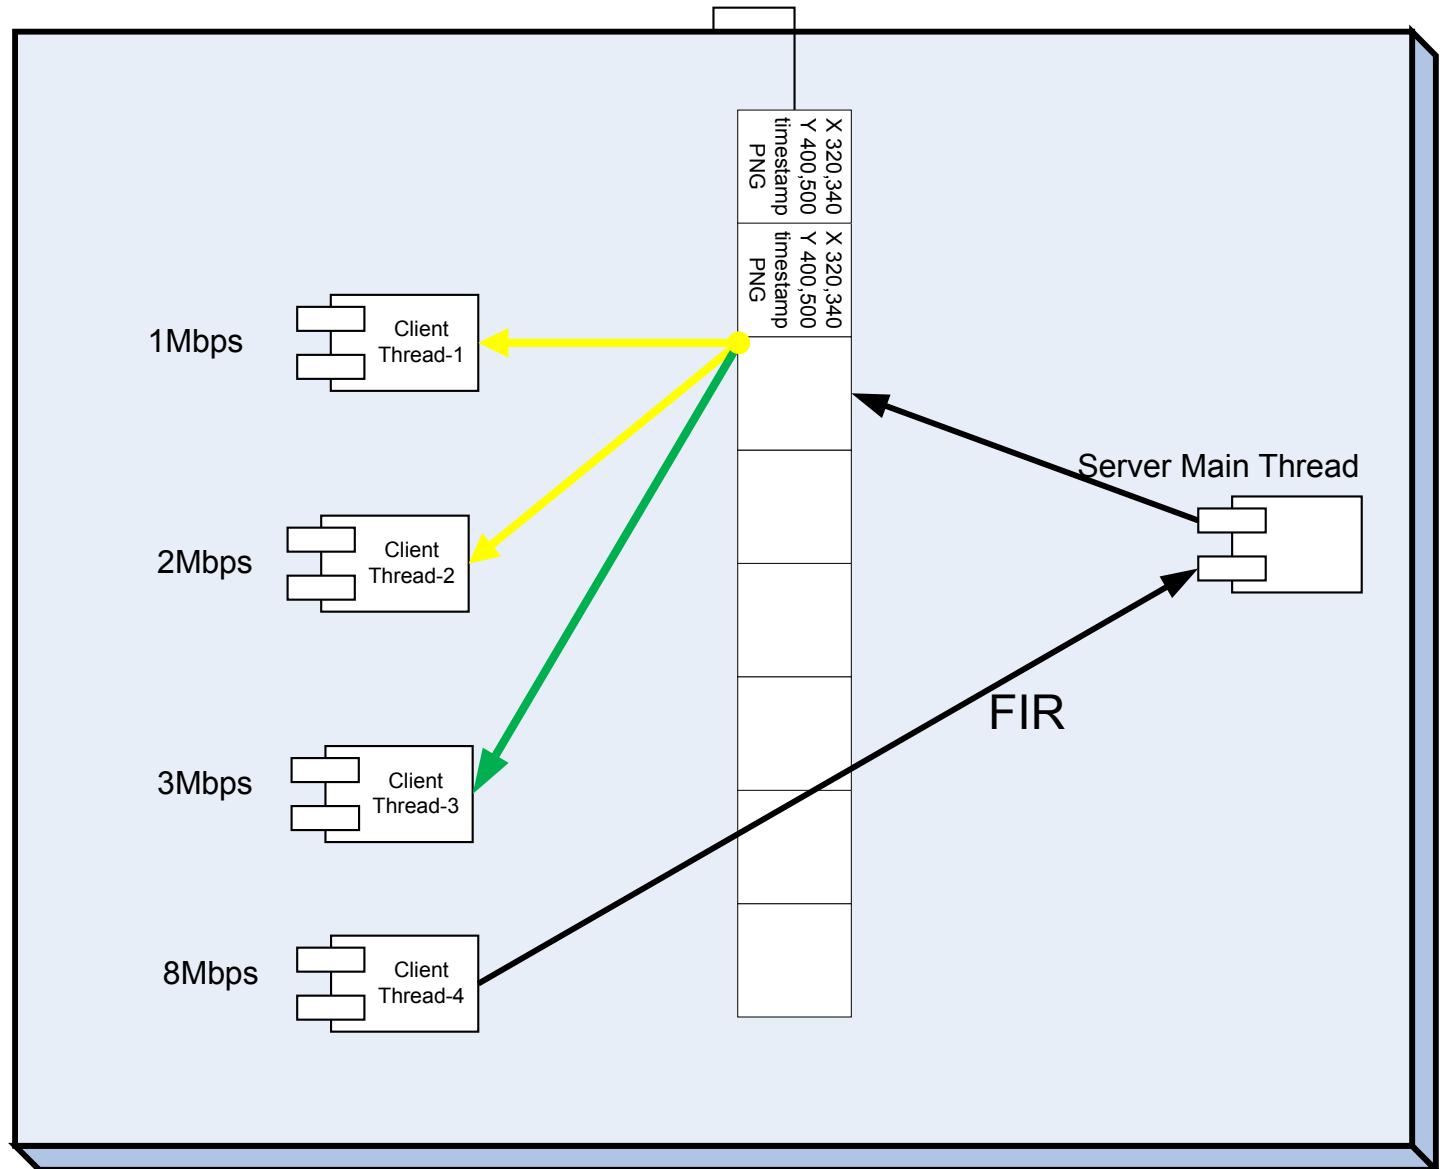 X 320,340
Y 400,500
timestamp
PNG
X 320,340
Y 400,500
timestamp
PNG
1Mbps
Client
Thread-1
Server Main Thread
2Mbps
Client
Thread-2
FIR
3Mbps
Client
Thread-3
8Mbps
Client
Thread-4